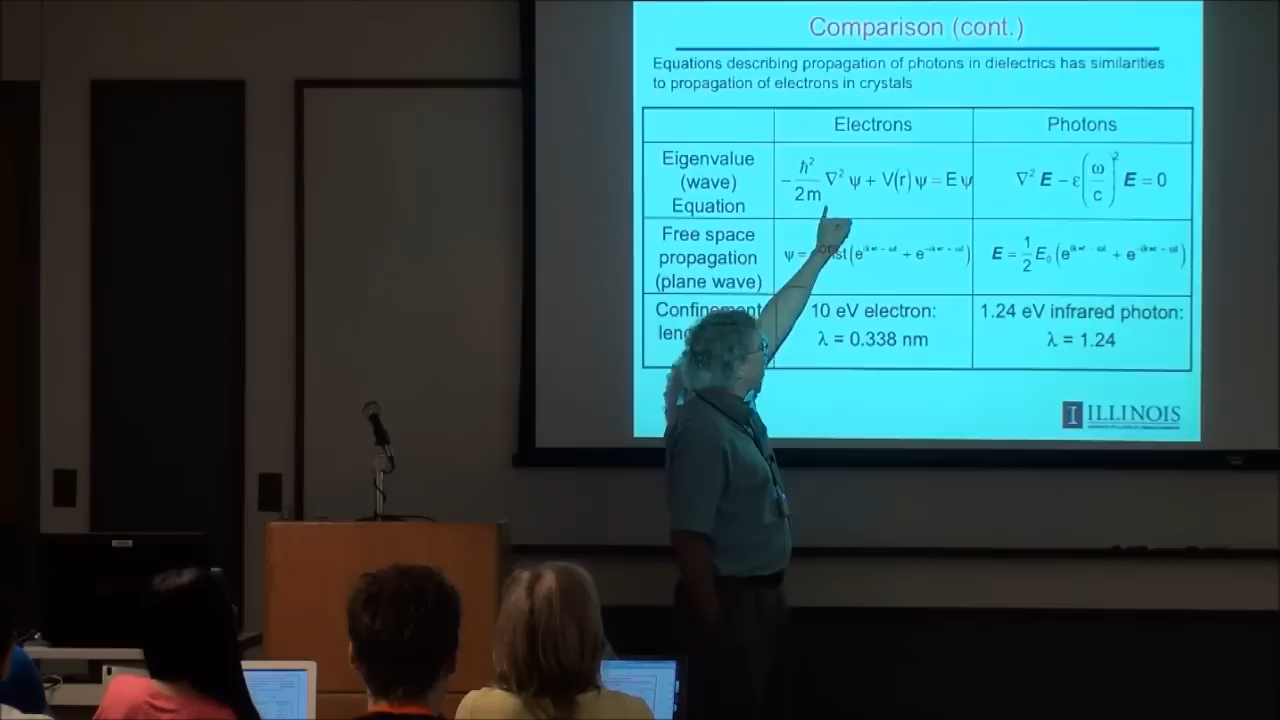 Comparison (cont.)
Equations describing propagation of photons in dielectrics has similarities
to propagation of electrons in crystals
Electrons
Photons
Eigenvalue
(wave)
Equation
-ħ²/2m ∇² ψ + V(r) ψ = E ψ
∇² E − ε(ω/c)² E = 0
Free space
propagation
(plane wave)
ψ = st(e + e)
E = 1/2 E₀ (e + e)
Confinement
10 eV electron:
λ = 0.338 nm
1.24 eV infrared photon:
λ = 1.24
I ILLINOIS